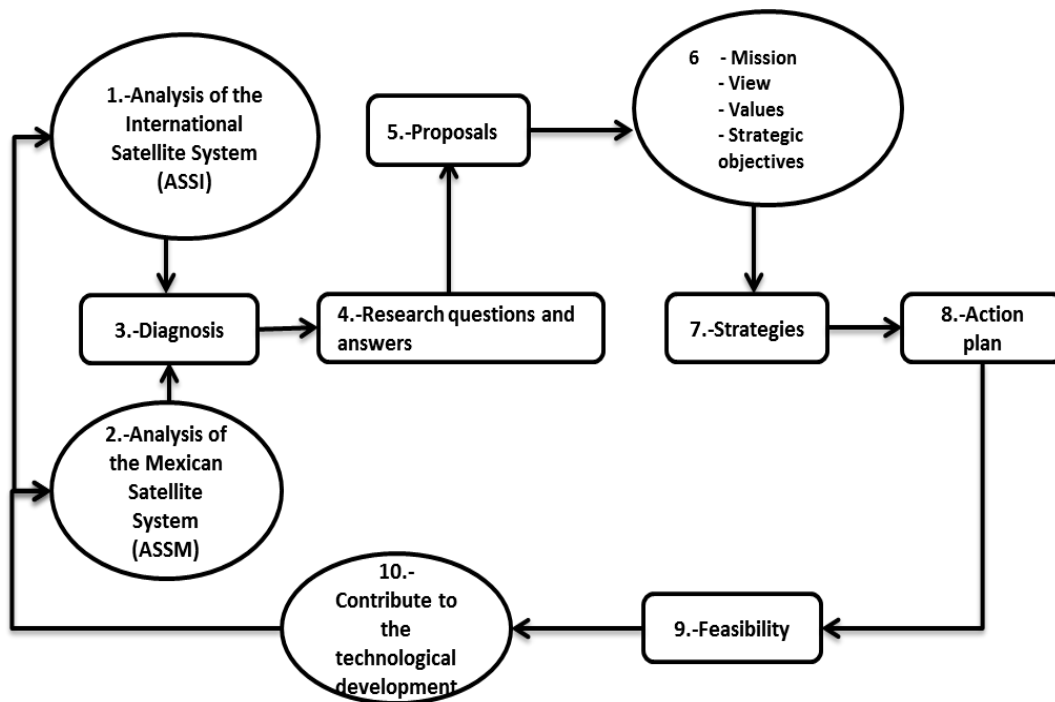 1.-Analysis of the
International
Satellite System
(ASSI)
2.-Analysis of
the Mexican
Satellite
System
(ASSM)
3.-Diagnosis
4.-Research questions and
answers
5.-Proposals
6 - Mission
- View
- Values
- Strategic
objectives
7.-Strategies
8.-Action
plan
9.-Feasibility
10.-
Contribute to
the
technological
development